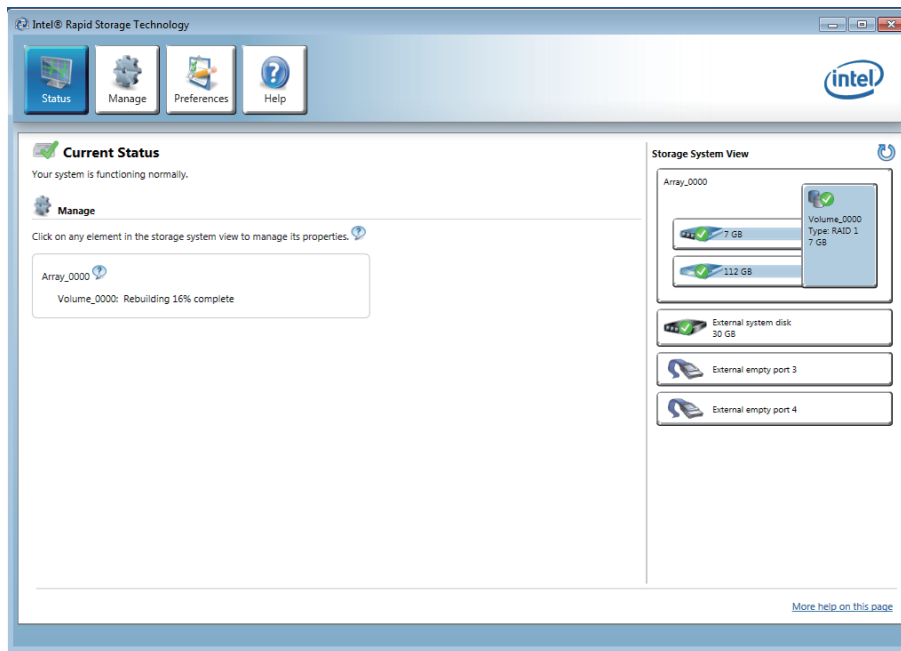 Intel® Rapid Storage Technology
Status
Manage
Preferences
Help
intel
Current Status
Your system is functioning normally.
Manage
Click on any element in the storage system view to manage its properties.
Array_0000
Volume_0000: Rebuilding 16% complete
Storage System View
Array_0000
Volume_0000
Type: RAID 1
7 GB
7 GB
112 GB
External system disk
30 GB
External empty port 3
External empty port 4
More help on this page